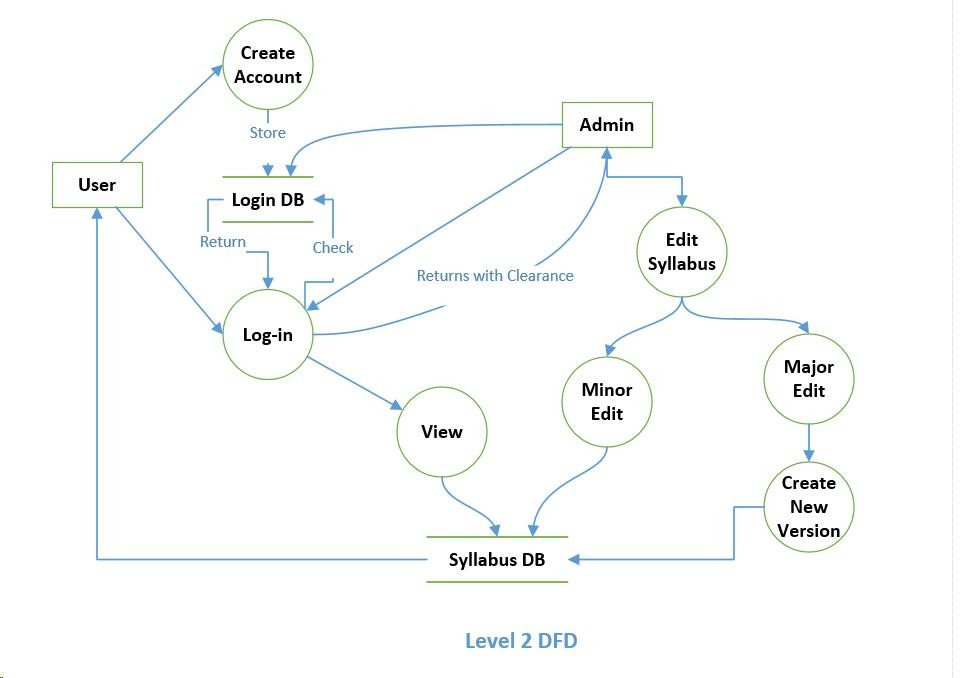 Create
Account
Store
Admin
User
Login DB
Return
Check
Edit
Syllabus
Returns with Clearance
Log-in
Major
Edit
Minor
Edit
View
Create
New
Version
Syllabus DB
Level 2 DFD